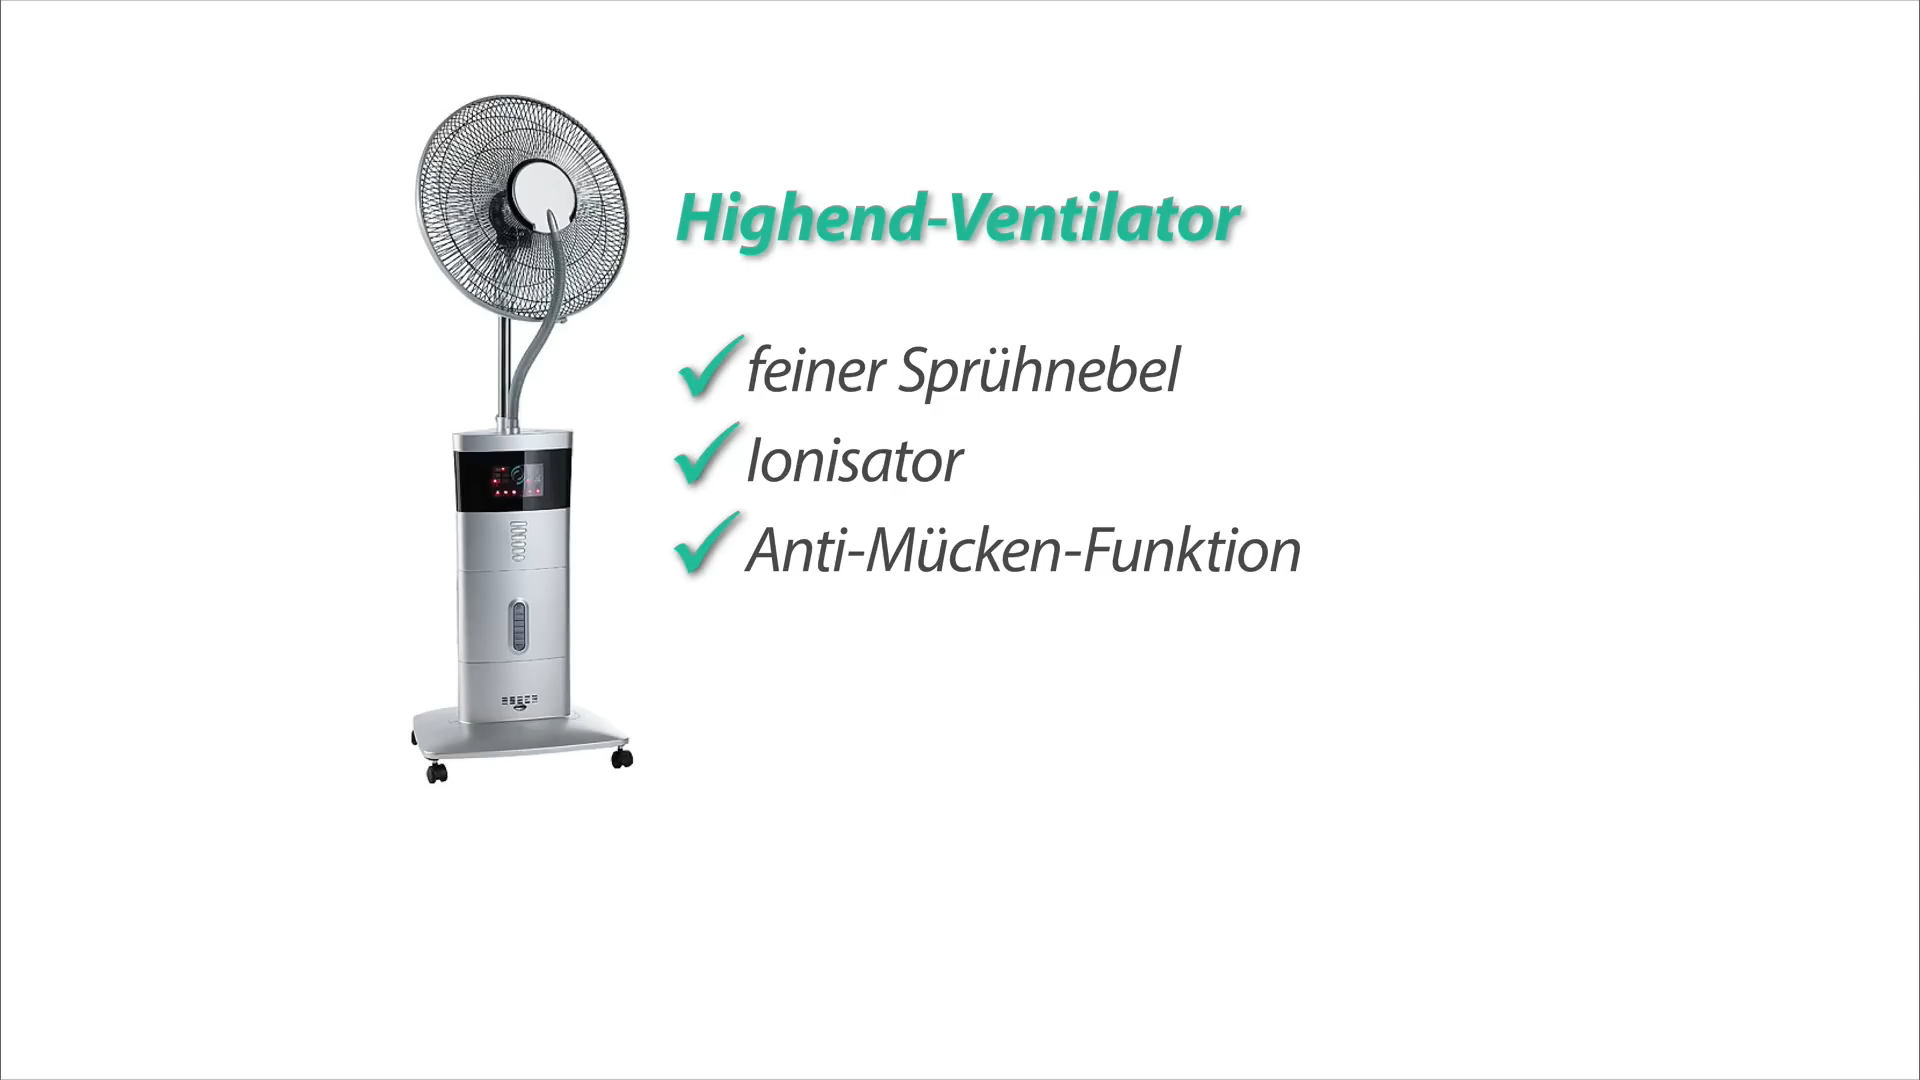 Highend-Ventilator
feiner Sprühnebel
Ionisator
Anti-Mücken-Funktion